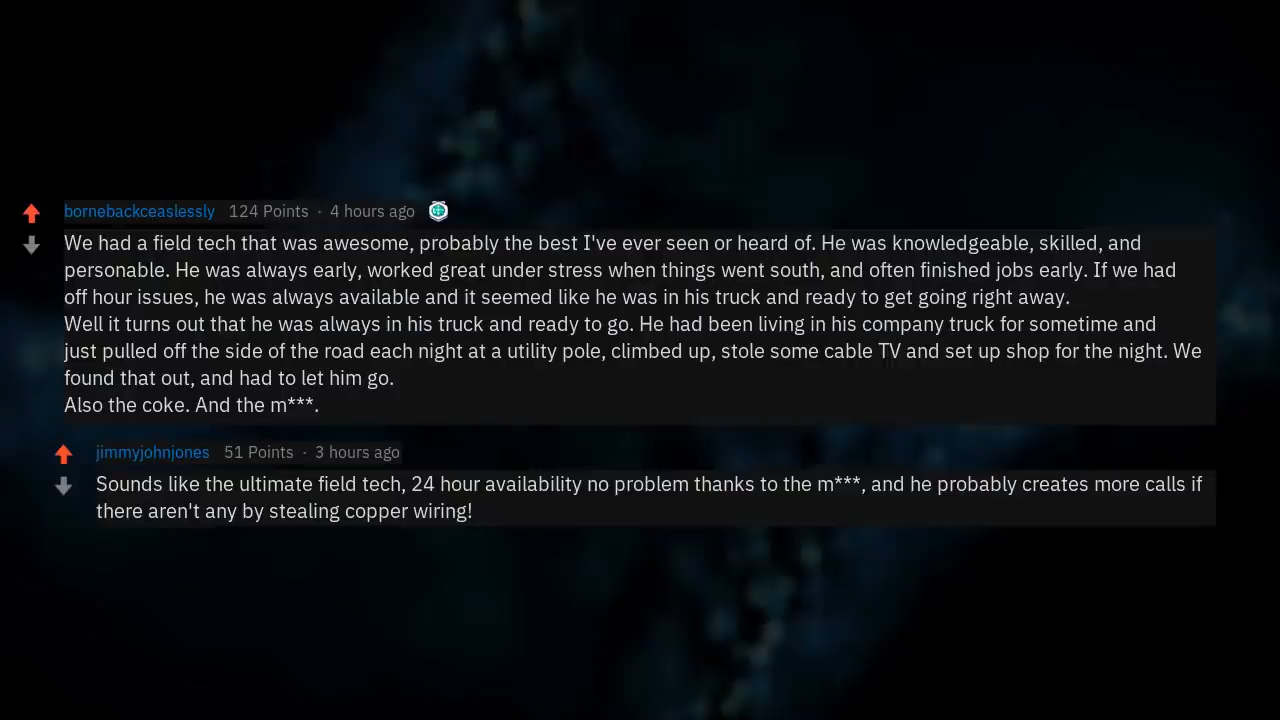 bornebackceaslessly 124 Points · 4 hours ago
We had a field tech that was awesome, probably the best I've ever seen or heard of. He was knowledgeable, skilled, and
personable. He was always early, worked great under stress when things went south, and often finished jobs early. If we had
off hour issues, he was always available and it seemed like he was in his truck and ready to get going right away.
Well it turns out that he was always in his truck and ready to go. He had been living in his company truck for sometime and
just pulled off the side of the road each night at a utility pole, climbed up, stole some cable TV and set up shop for the night. We
found that out, and had to let him go.
Also the coke. And the m***.
jimmyjohnjones 51 Points · 3 hours ago
Sounds like the ultimate field tech, 24 hour availability no problem thanks to the m***, and he probably creates more calls if
there aren't any by stealing copper wiring!